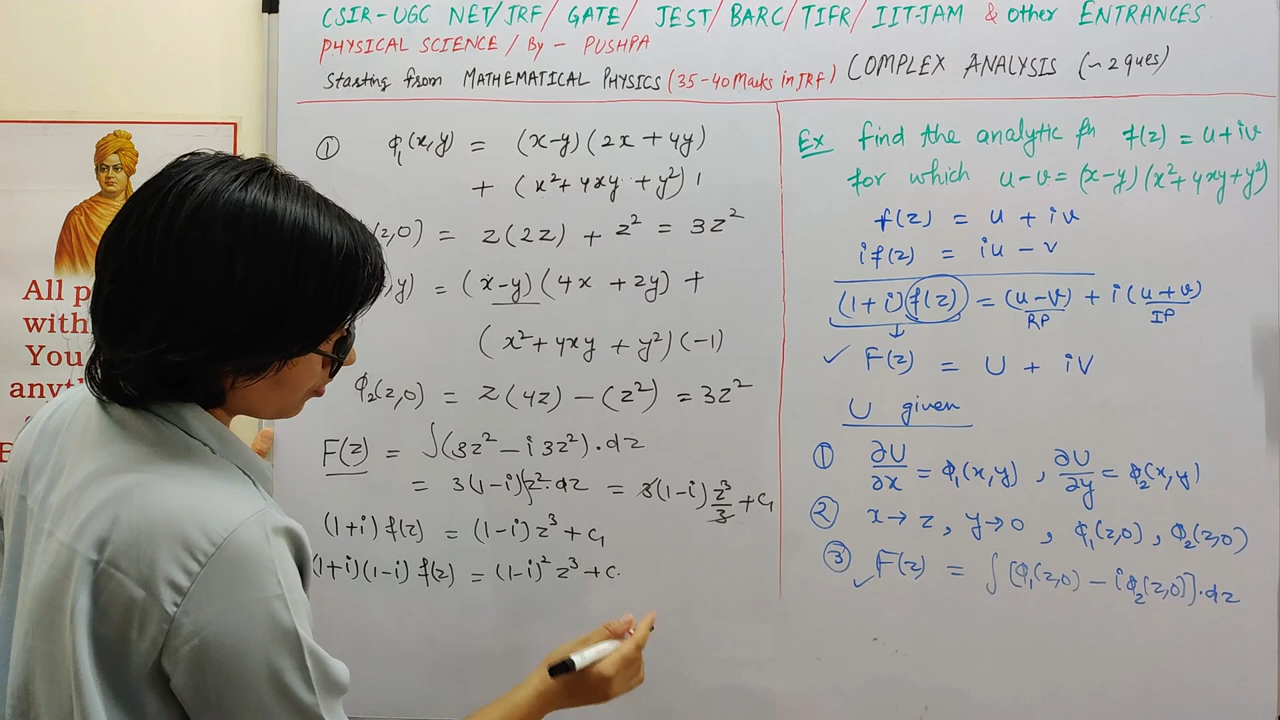 CSIR-UGC NET/JRF/ GATE/ JEST/ BARC/ TIFR/ IIT-JAM & other ENTRANCES
PHYSICAL SCIENCE / By - PUSHPA
Starting from MATHEMATICAL PHYSICS (35-40 Marks in JRF) COMPLEX ANALYSIS (~2 ques)
① ϕ₁(x,y) = (x-y)(2x+4y)
+ (x²+4xy+y²)1
(z,0) = z(2z) + z² = 3z²
y) = (x-y)(4x+2y) +
(x²+4xy+y²)(-1)
ϕ₂(z,0) = z(4z) - (z²) = 3z²
F(z) = ∫(3z² - i3z²).dz
= 3(1-i)∫z².dz = 3(1-i) z³/3 + C₁
(1+i) f(z) = (1-i) z³ + C₁
(1+i)(1-i) f(z) = (1-i)² z³ + C.
Ex find the analytic fn f(z) = u+iv
for which u-v = (x-y)(x²+4xy+y²)
f(z) = u + iv
if(z) = iu - v
(1+i) f(z) = (u-v) + i(u+v)
RP IP
✓ F(z) = U + iV
U given
① ∂U/∂x = ϕ₁(x,y) , ∂U/∂y = ϕ₂(x,y)
② x→z, y→0 , ϕ₁(z,0) , ϕ₂(z,0)
③ ✓ F(z) = ∫[ϕ₁(z,0) - iϕ₂(z,0)].dz
All p
with
You
anyt